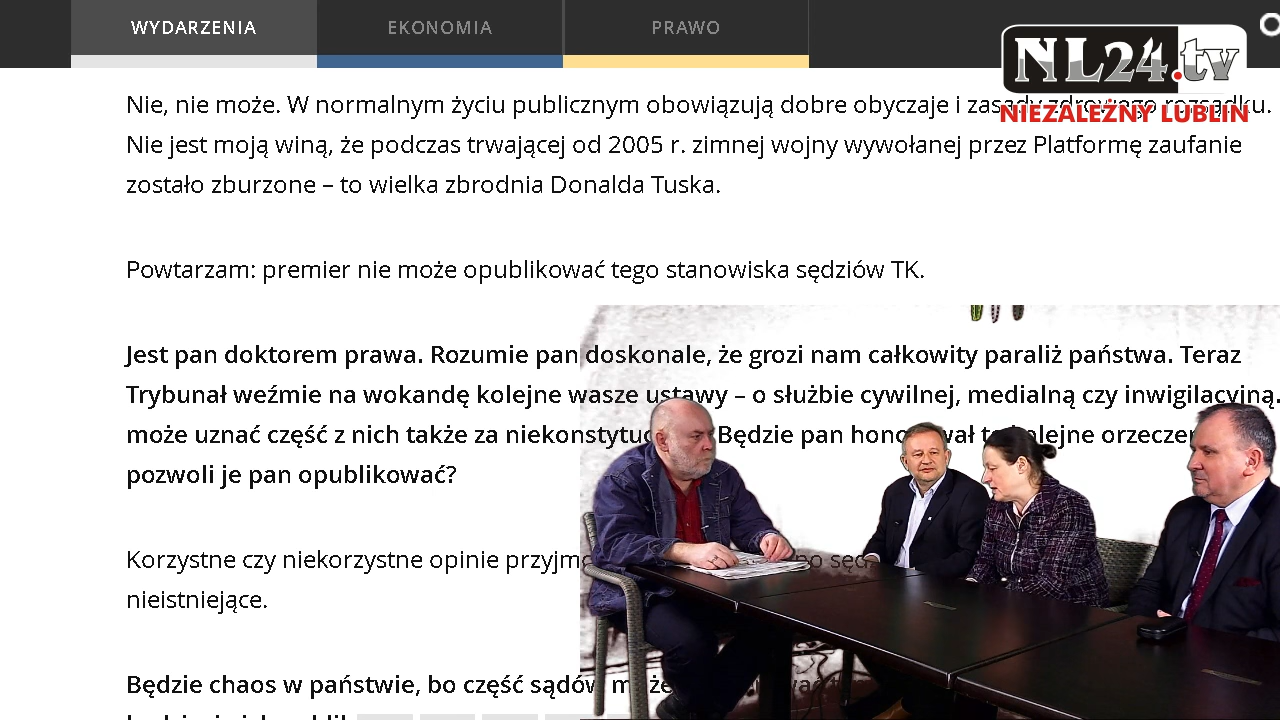 WYDARZENIA EKONOMIA PRAWO
NL24.tv
NIEZALEŻNY LUBLIN
Nie, nie może. W normalnym życiu publicznym obowiązują dobre obyczaje i zasady zdrowego rozsądku.
Nie jest moją winą, że podczas trwającej od 2005 r. zimnej wojny wywołanej przez Platformę zaufanie
zostało zburzone – to wielka zbrodnia Donalda Tuska.
Powtarzam: premier nie może opublikować tego stanowiska sędziów TK.
Jest pan doktorem prawa. Rozumie pan doskonale, że grozi nam całkowity paraliż państwa. Teraz
Trybunał weźmie na wokandę kolejne wasze ustawy – o służbie cywilnej, medialną czy inwigilacyjną.
może uznać część z nich także za Będzie pan
pozwoli je pan opublikować?
Korzystne czy niekorzystne opinie
nieistniejące.
Będzie chaos w państwie, bo część sądów może